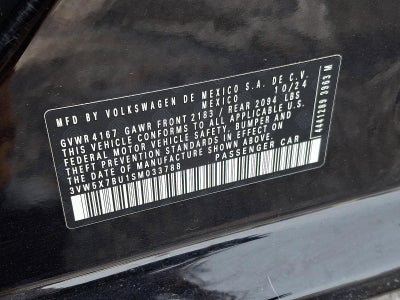 MFD BY VOLKSWAGEN DE MEXICO S.A. DE C.V.
MEXICO 10/24
GVWR 4167 GAWR FRONT 2183 / REAR 2094 LBS
THIS VEHICLE CONFORMS TO ALL APPLICABLE U.S.
FEDERAL MOTOR VEHICLE SAFETY, BUMPER AND
THEFT PREVENTION STANDARDS IN EFFECT ON
THE DATE OF MANUFACTURE SHOWN ABOVE.
3VW5X7BU1SM033788 PASSENGER CAR